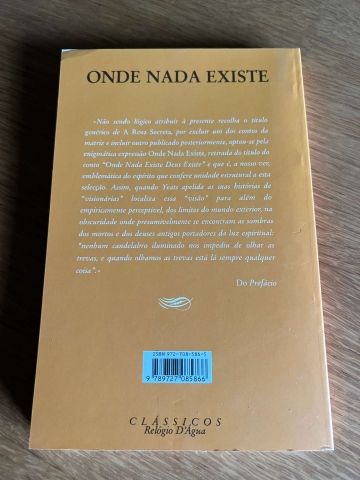 ONDE NADA EXISTE
«Não sendo lógico atribuir à presente recolha o título
genérico de A Rosa Secreta, por excluir um dos contos da
matriz e incluir outro publicado posteriormente, optou-se pela
enigmática expressão Onde Nada Existe, retirada do título do
conto "Onde Nada Existe Deus Existe" e que é, a nosso ver,
emblemática do espírito que confere unidade estrutural a esta
selecção. Assim, quando Yeats apelida as suas histórias de
"visionárias" localiza essa "visão" para além do
empiricamente perceptível, dos limites do mundo exterior, na
obscuridade onde presumivelmente se encontram as sombras
dos mortos e dos deuses antigos portadores da luz espiritual:
"nenhum candelabro iluminado nos impediu de olhar as
trevas, e quando olhamos as trevas está lá sempre qualquer
coisa".»
Do Prefácio
ISBN 972-708-586-5
9 789727 085866
CLÁSSICOS
Relógio D'Água